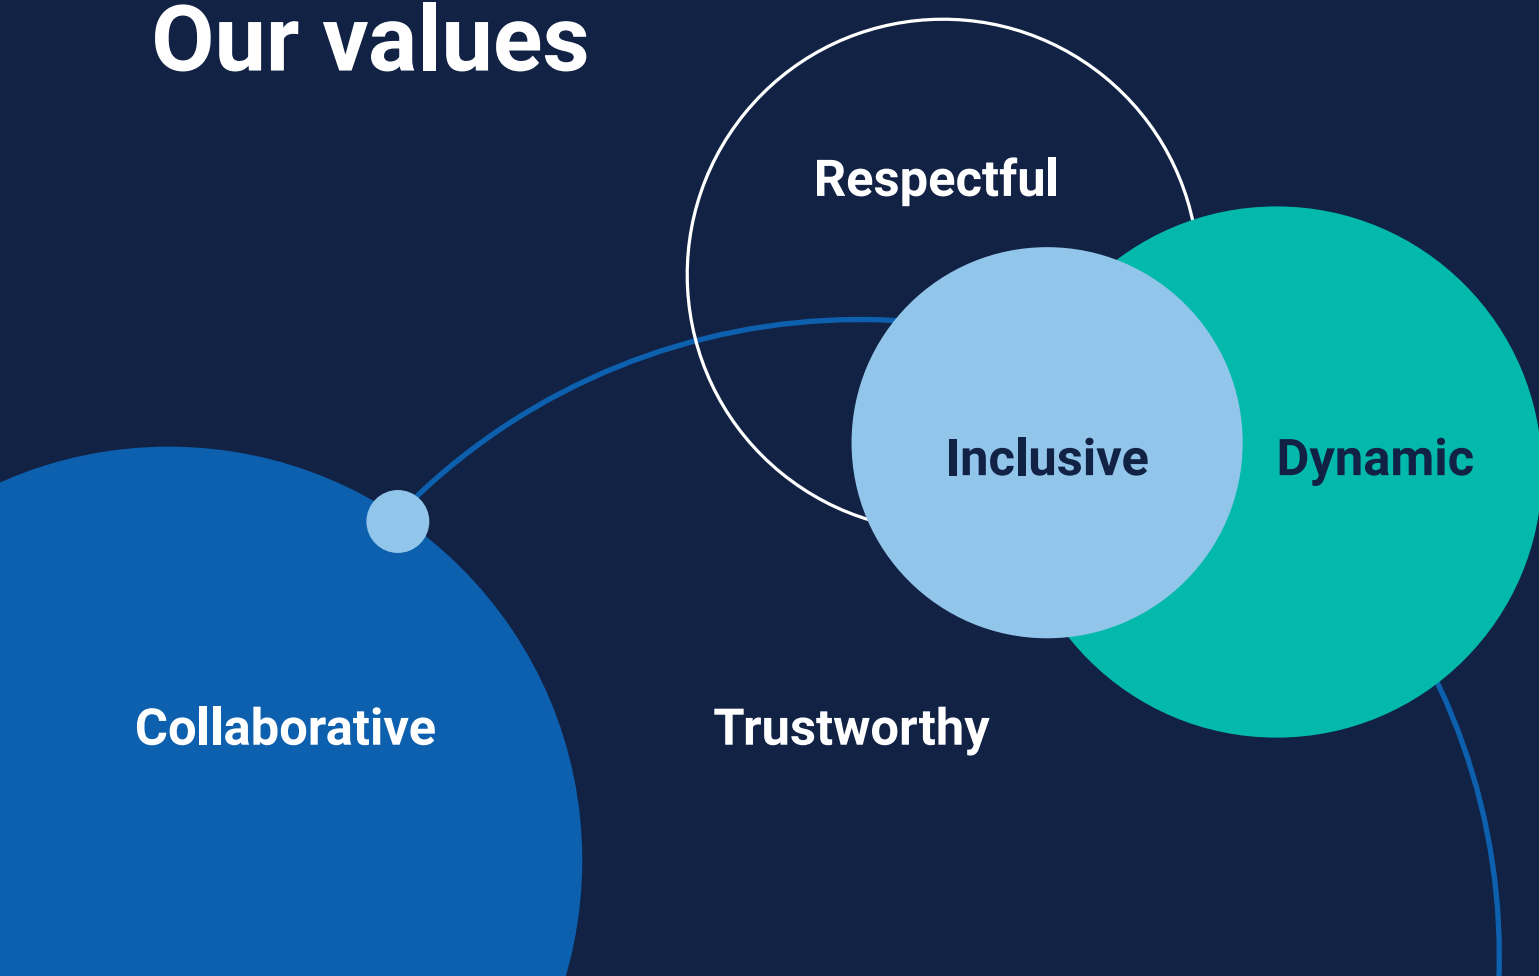 Our values
Respectful
Inclusive
Dynamic
Collaborative
Trustworthy